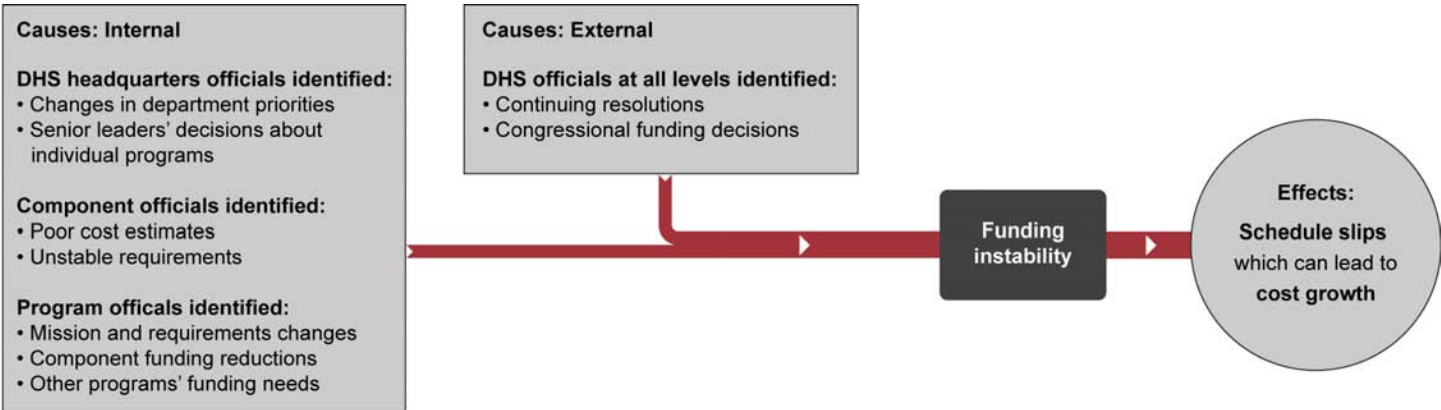 Causes: Internal
DHS headquarters officials identified:
• Changes in department priorities
• Senior leaders' decisions about
individual programs
Component officials identified:
• Poor cost estimates
• Unstable requirements
Program officals identified:
• Mission and requirements changes
• Component funding reductions
• Other programs' funding needs
Causes: External
DHS officials at all levels identified:
• Continuing resolutions
• Congressional funding decisions
Funding
instability
Effects:
Schedule slips
which can lead to
cost growth